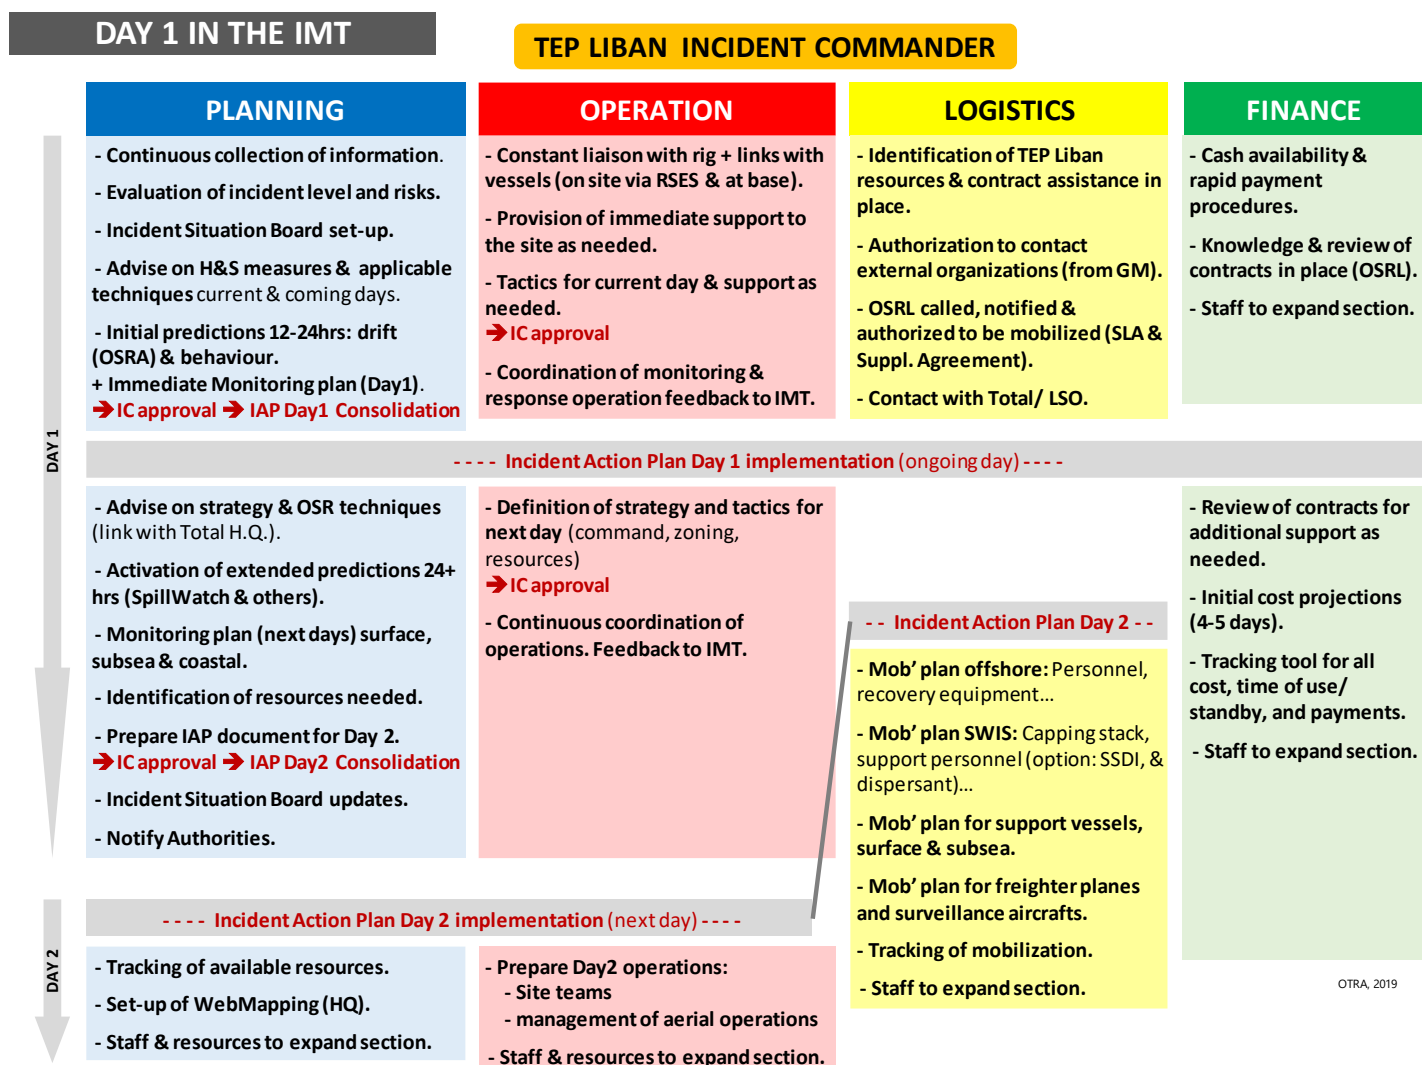 DAY 1 IN THE IMT
TEP LIBAN INCIDENT COMMANDER
PLANNING
- Continuous collection of information.
- Evaluation of incident level and risks.
- Incident Situation Board set-up.
- Advise on H&S measures & applicable
techniques current & coming days.
- Initial predictions 12-24hrs: drift
(OSRA) & behaviour.
+ Immediate Monitoring plan (Day1).
➔ IC approval ➔ IAP Day1 Consolidation
OPERATION
- Constant liaison with rig + links with
vessels (on site via RSES & at base).
- Provision of immediate support to
the site as needed.
- Tactics for current day & support as
needed.
➔ IC approval
- Coordination of monitoring &
response operation feedback to IMT.
LOGISTICS
- Identification of TEP Liban
resources & contract assistance in
place.
- Authorization to contact
external organizations (from GM).
- OSRL called, notified &
authorized to be mobilized (SLA &
Suppl. Agreement).
- Contact with Total/ LSO.
FINANCE
- Cash availability &
rapid payment
procedures.
- Knowledge & review of
contracts in place (OSRL).
- Staff to expand section.
DAY 1
- - - - Incident Action Plan Day 1 implementation (ongoing day) - - - -
- Advise on strategy & OSR techniques
(link with Total H.Q.).
- Activation of extended predictions 24+
hrs (SpillWatch & others).
- Monitoring plan (next days) surface,
subsea & coastal.
- Identification of resources needed.
- Prepare IAP document for Day 2.
➔ IC approval ➔ IAP Day2 Consolidation
- Incident Situation Board updates.
- Notify Authorities.
- Definition of strategy and tactics for
next day (command, zoning,
resources)
➔ IC approval
- Continuous coordination of
operations. Feedback to IMT.
- - Incident Action Plan Day 2 - -
- Mob' plan offshore: Personnel,
recovery equipment...
- Mob' plan SWIS: Capping stack,
support personnel (option: SSDI, &
dispersant)...
- Mob' plan for support vessels,
surface & subsea.
- Mob' plan for freighter planes
and surveillance aircrafts.
- Tracking of mobilization.
- Staff to expand section.
- Review of contracts for
additional support as
needed.
- Initial cost projections
(4-5 days).
- Tracking tool for all
cost, time of use/
standby, and payments.
- Staff to expand section.
- - - - Incident Action Plan Day 2 implementation (next day) - - - -
DAY 2
- Tracking of available resources.
- Set-up of WebMapping (HQ).
- Staff & resources to expand section.
- Prepare Day2 operations:
- Site teams
- management of aerial operations
- Staff & resources to expand section.
OTRA, 2019